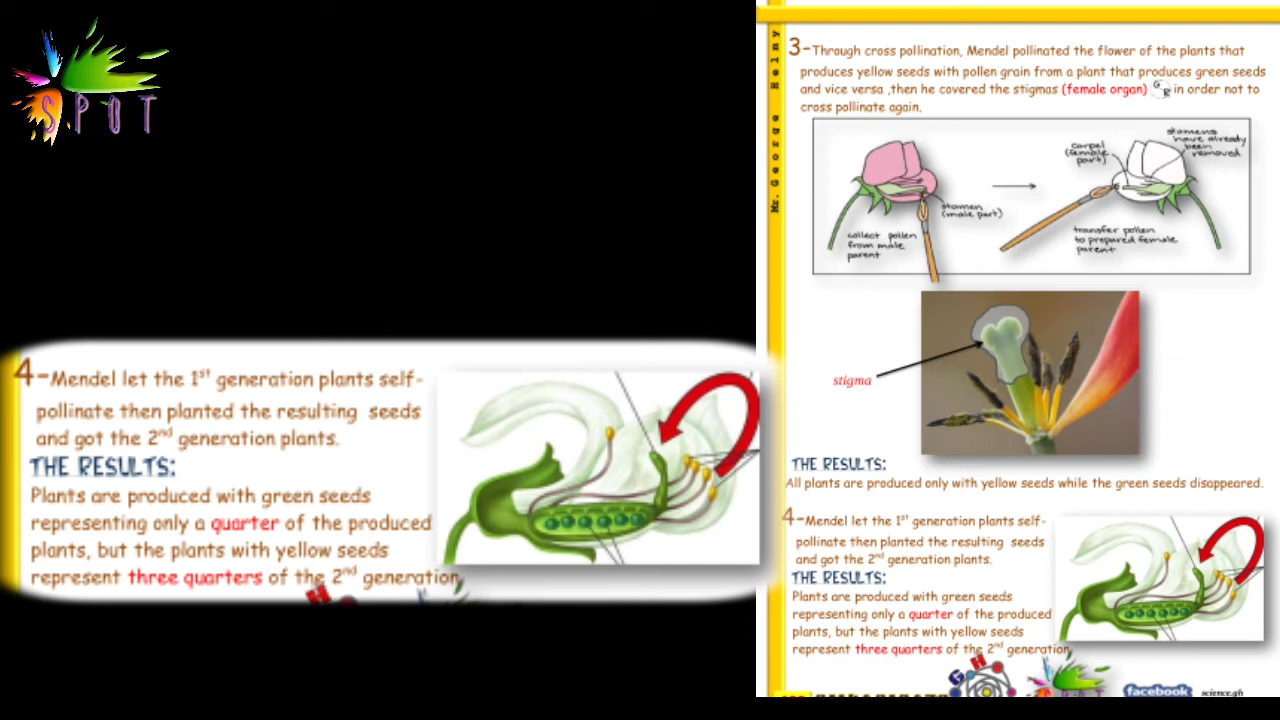 SPOT
4-Mendel let the 1st generation plants self-
pollinate then planted the resulting seeds
and got the 2nd generation plants.
THE RESULTS:
Plants are produced with green seeds
representing only a quarter of the produced
plants, but the plants with yellow seeds
represent three quarters of the 2nd generation
Mr. George Helny
3-Through cross pollination, Mendel pollinated the flower of the plants that
produces yellow seeds with pollen grain from a plant that produces green seeds
and vice versa ,then he covered the stigmas (female organ) in order not to
cross pollinate again.
stamens
have already
been
removed
carpel
(female
part)
stamen
(male part)
collect pollen
from male
parent
transfer pollen
to prepared female
parent
stigma
THE RESULTS:
All plants are produced only with yellow seeds while the green seeds disappeared.
4-Mendel let the 1st generation plants self-
pollinate then planted the resulting seeds
and got the 2nd generation plants.
THE RESULTS:
Plants are produced with green seeds
representing only a quarter of the produced
plants, but the plants with yellow seeds
represent three quarters of the 2nd generation
G H
facebook
science.gh